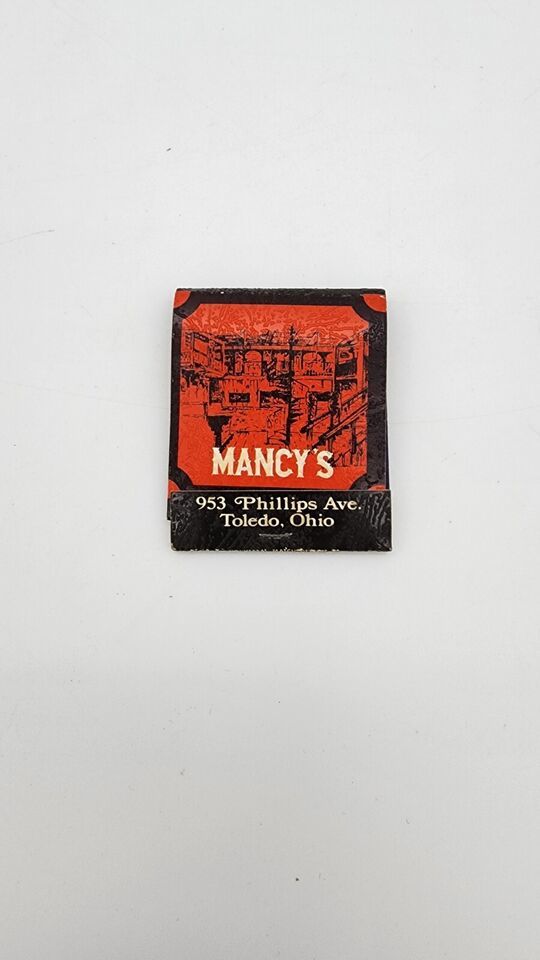 MANCY'S
953 Phillips Ave.
Toledo, Ohio